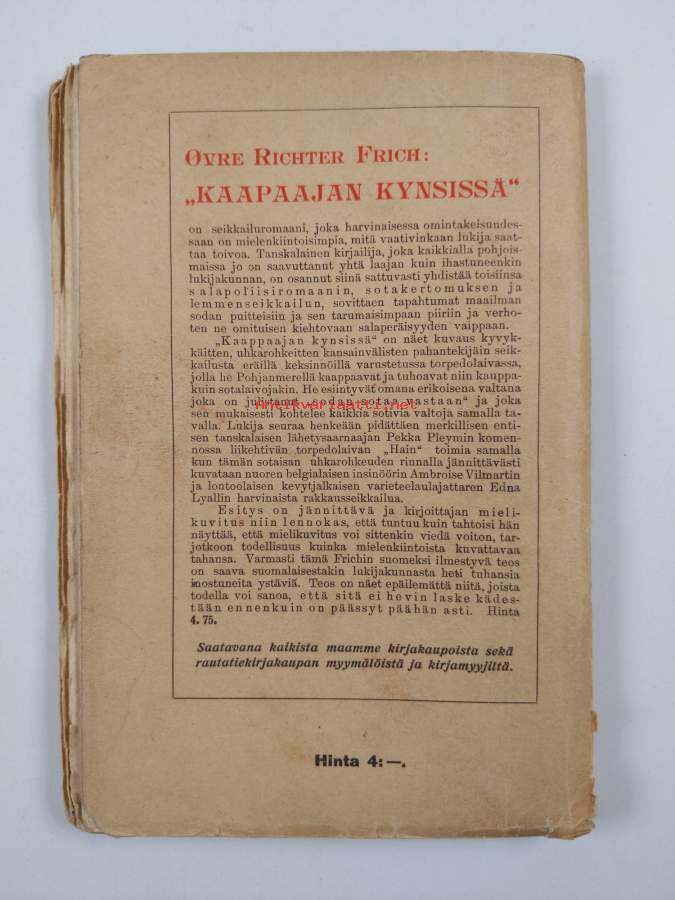 ØVRE RICHTER FRICH:
„KAAPAAJAN KYNSISSÄ“
on seikkailuromaani, joka harvinaisessa omintakeisuudes-
saan on mielenkiintoisimpia, mitä vaativinkaan lukija saat-
taa toivoa. Tanskalainen kirjailija, joka kaikkialla pohjois-
maissa jo on saavuttanut yhtä laajan kuin ihastuneenkin
lukijakunnan, on osannut siinä sattuvasti yhdistää toisiinsa
salapoliisiromaanin, sotakertomuksen ja
lemmenseikkailun, sovittaen tapahtumat maailman
sodan puitteisiin ja sen tarumaisimpaan piiriin ja verho-
ten ne omituisen kiehtovaan salaperäisyyden vaippaan.
„Kaappaajan kynsissä“ on näet kuvaus kyvyk-
käitten, uhkarohkeitten kansainvälisten pahantekijäin seik-
kailusta eräillä keksinnöillä varustetussa torpedolaivassa,
jolla he Pohjanmerellä kaappaavat ja tuhoavat niin kauppa-
kuin sotalaivojakin. He esiintyvät omana erikoisena valtana
joka on julistanut „sodan sotaa vastaan“ ja joka
antikvariaatti.net
sen mukaisesti kohtelee kaikkia sotivia valtoja samalla ta-
valla. Lukija seuraa henkeään pidättäen merkillisen enti-
sen tanskalaisen lähetysaarnaajan Pekka Pleymin komen-
nossa liikehtivän torpedolaivan „Hain“ toimia samalla
kun tämän sotaisan uhkarohkeuden rinnalla jännittävästi
kuvataan nuoren belgialaisen insinöörin Ambroise Vilmartin
ja lontoolaisen kevytjalkaisen varieteelaulajattaren Edna
Lyallin harvinaista rakkausseikkailua.
Esitys on jännittävä ja kirjoittajan mieli-
kuvitus niin lennokas, että tuntuu kuin tahtoisi hän
näyttää, että mielikuvitus voi sittenkin viedä voiton, tar-
jotkoon todellisuus kuinka mielenkiintoista kuvattavaa
tahansa. Varmasti tämä Frichin suomeksi ilmestyvä teos
on saava suomalaisestakin lukijakunnasta heti tuhansia
innostuneita ystäviä. Teos on näet epäilemättä niitä, joista
todella voi sanoa, että sitä ei hevin laske kädes-
tään ennenkuin on päässyt päähän asti. Hinta
4. 75.
Saatavana kaikista maamme kirjakaupoista sekä
rautatiekirjakaupan myymälöistä ja kirjamyyjiltä.
Hinta 4:—.